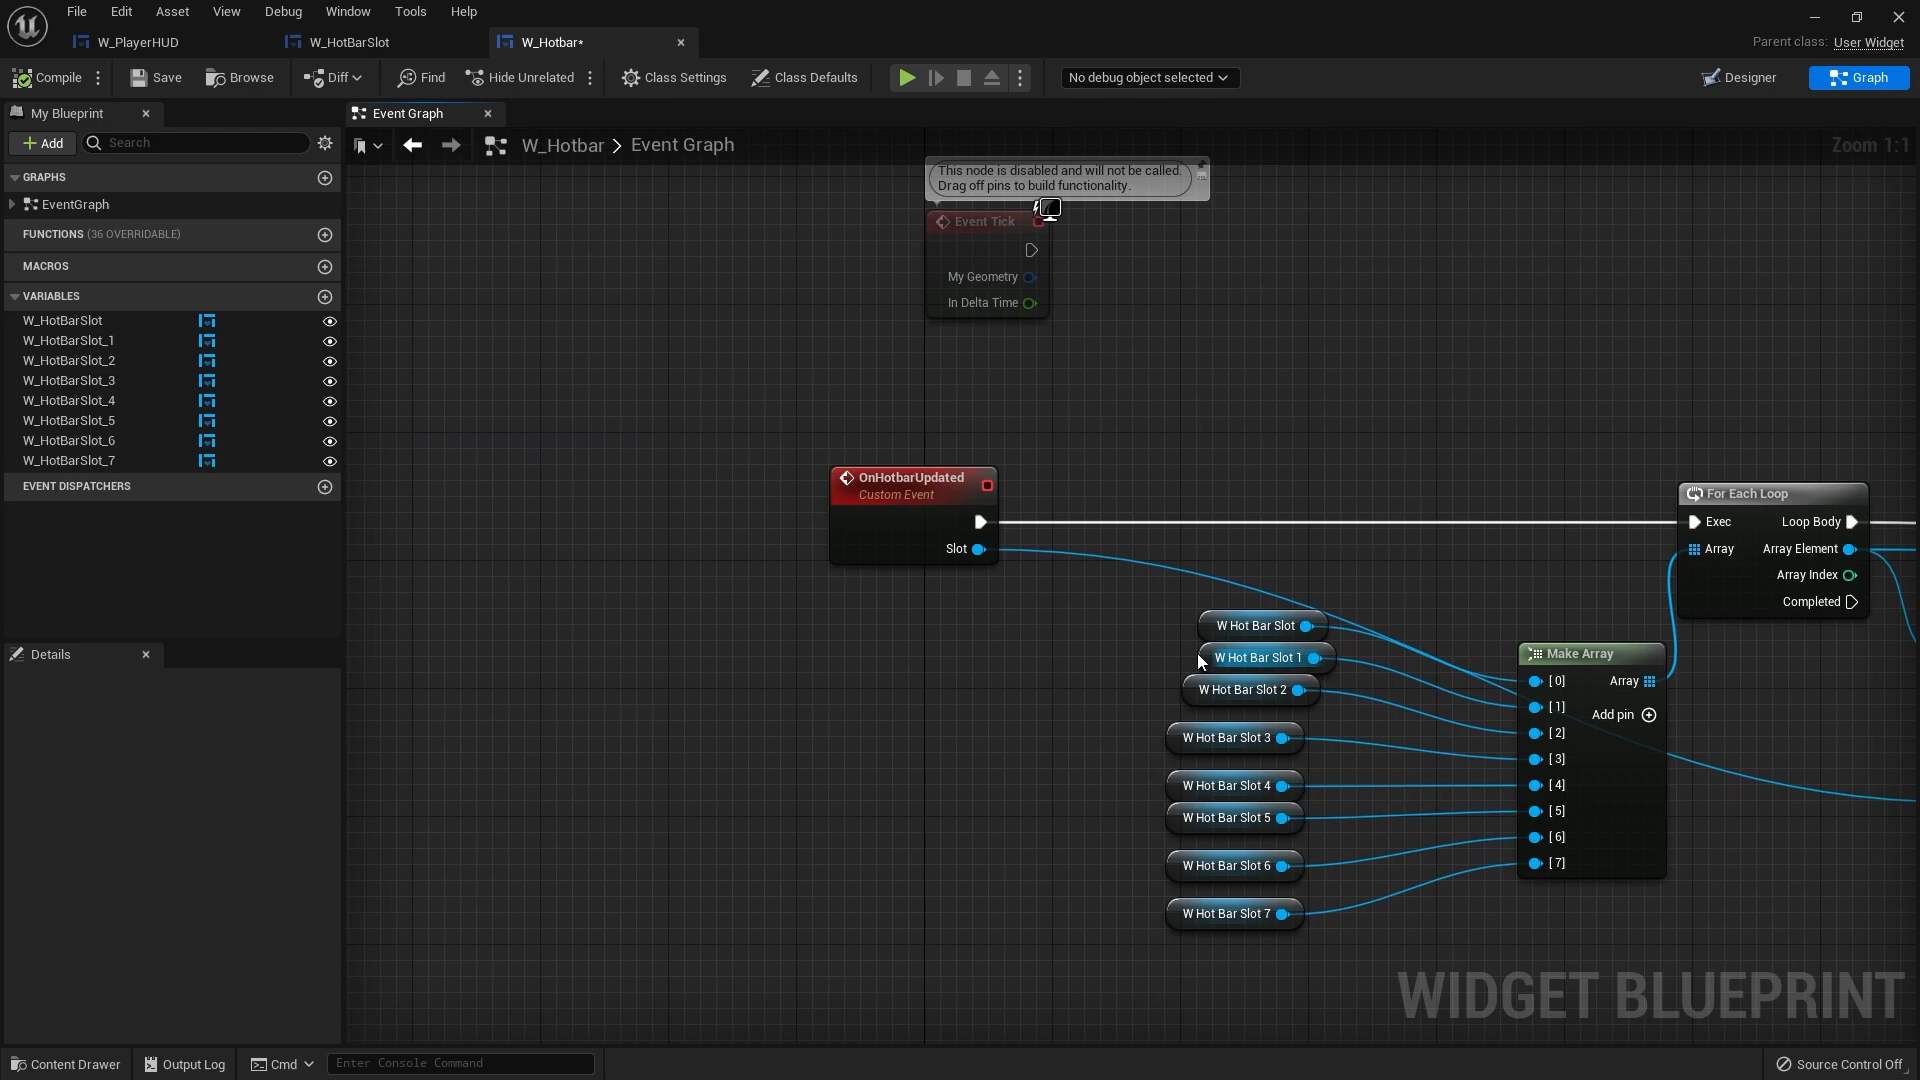 File Edit Asset View Debug Window Tools Help
W_PlayerHUD W_HotBarSlot W_Hotbar*
Parent class: User Widget
Compile Save Browse Diff Find Hide Unrelated Class Settings Class Defaults No debug object selected Designer Graph
My Blueprint
Event Graph
Add Search
W_Hotbar > Event Graph
Zoom 1:1
GRAPHS
EventGraph
FUNCTIONS (36 OVERRIDABLE)
MACROS
VARIABLES
W_HotBarSlot
W_HotBarSlot_1
W_HotBarSlot_2
W_HotBarSlot_3
W_HotBarSlot_4
W_HotBarSlot_5
W_HotBarSlot_6
W_HotBarSlot_7
EVENT DISPATCHERS
Details
This node is disabled and will not be called.
Drag off pins to build functionality.
Event Tick
My Geometry
In Delta Time
OnHotbarUpdated
Custom Event
Slot
W Hot Bar Slot
W Hot Bar Slot 1
W Hot Bar Slot 2
W Hot Bar Slot 3
W Hot Bar Slot 4
W Hot Bar Slot 5
W Hot Bar Slot 6
W Hot Bar Slot 7
Make Array
[0] Array
[1] Add pin
[2]
[3]
[4]
[5]
[6]
[7]
For Each Loop
Exec Loop Body
Array Array Element
Array Index
Completed
WIDGET BLUEPRINT
Content Drawer Output Log Cmd Enter Console Command Source Control Off